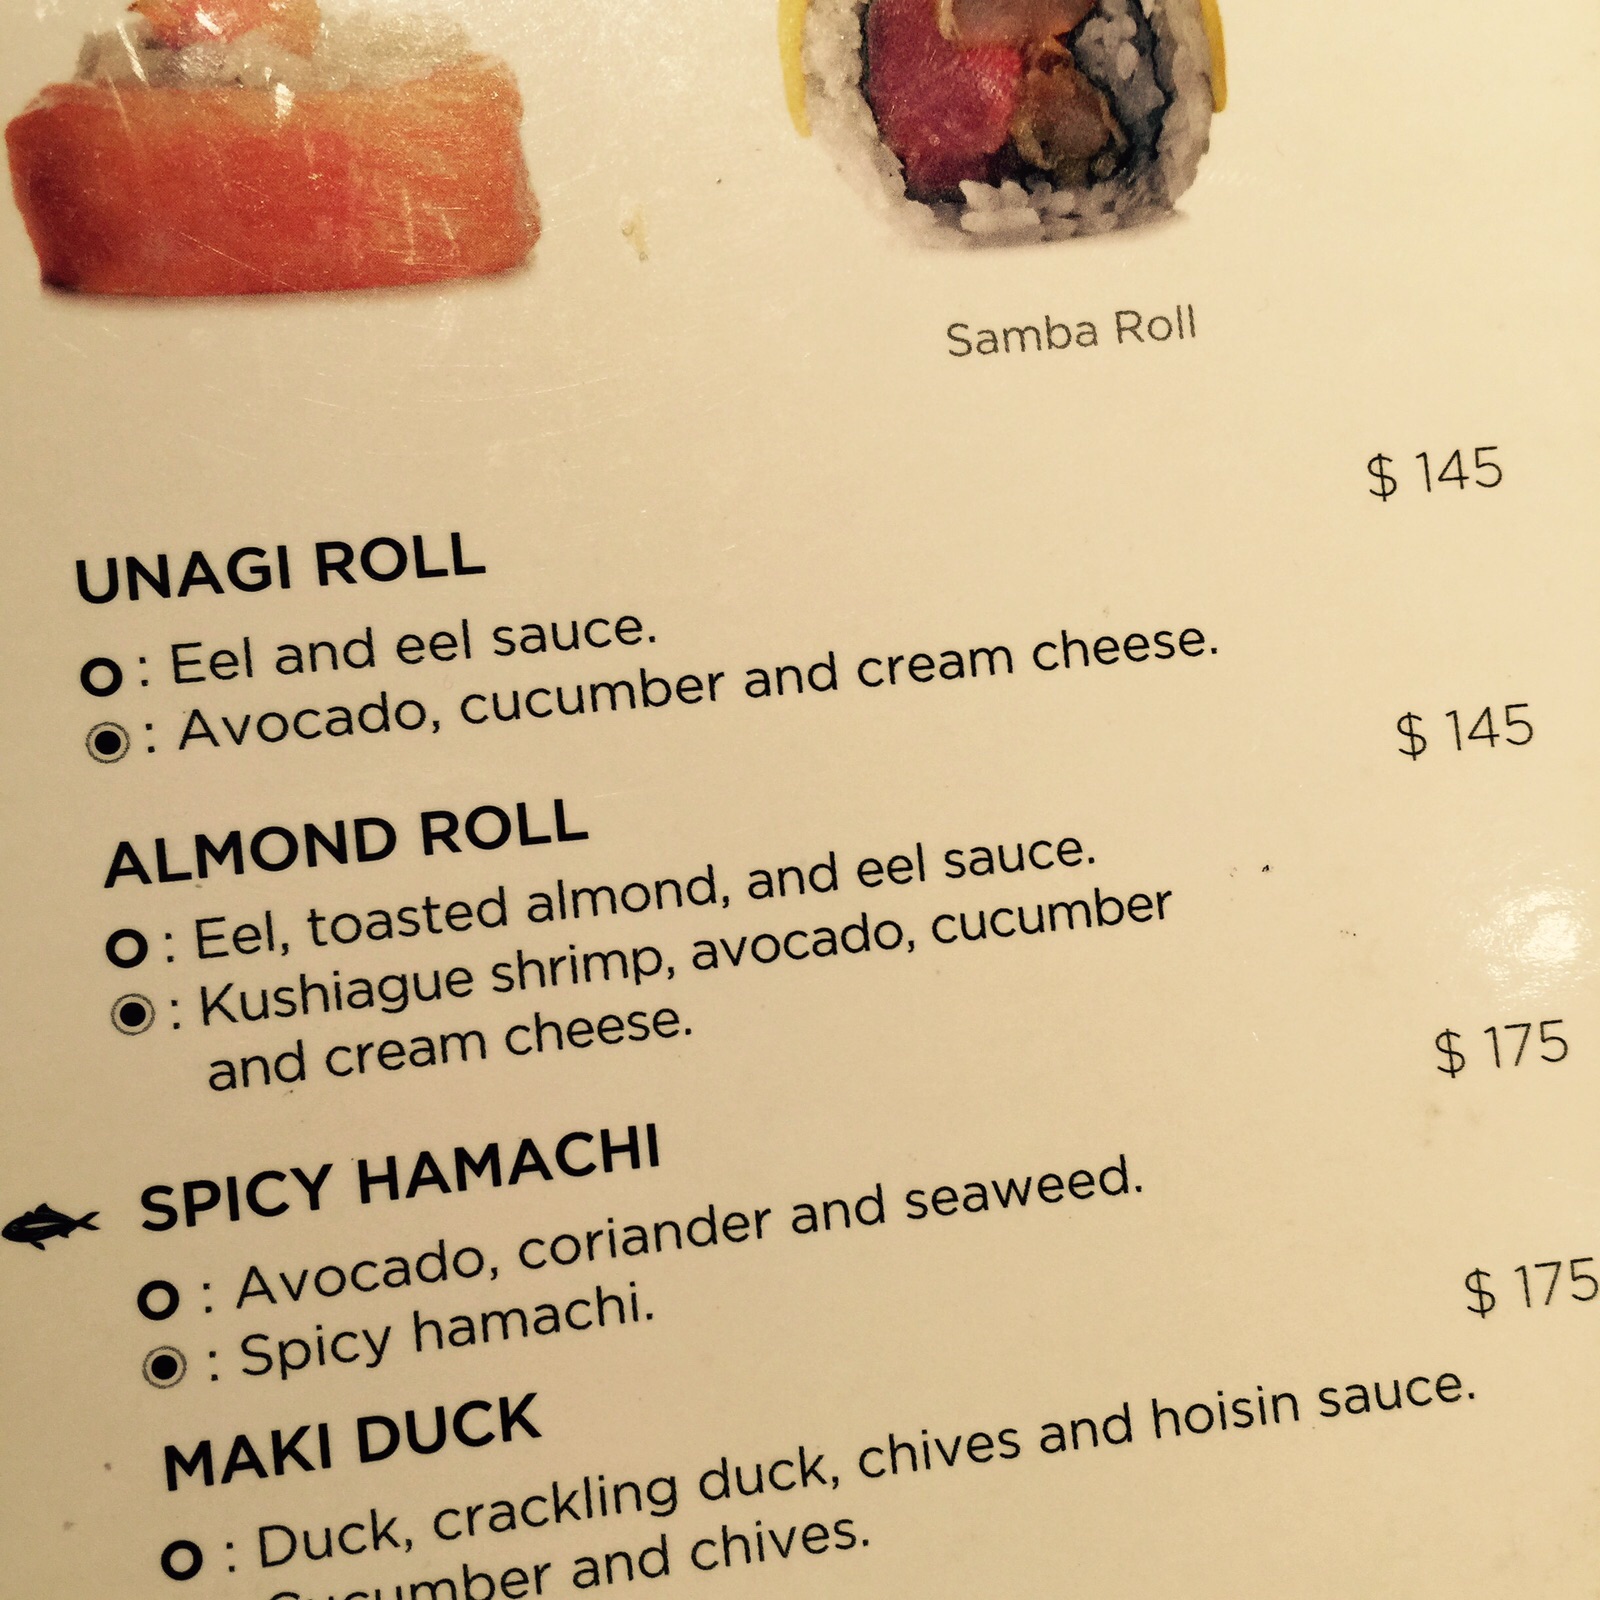 Samba Roll
UNAGI ROLL $ 145
: Eel and eel sauce.
: Avocado, cucumber and cream cheese.
ALMOND ROLL $ 145
: Eel, toasted almond, and eel sauce.
: Kushiague shrimp, avocado, cucumber
and cream cheese.
SPICY HAMACHI $ 175
: Avocado, coriander and seaweed.
: Spicy hamachi.
MAKI DUCK $ 175
: Duck, crackling duck, chives and hoisin sauce.
Cucumber and chives.